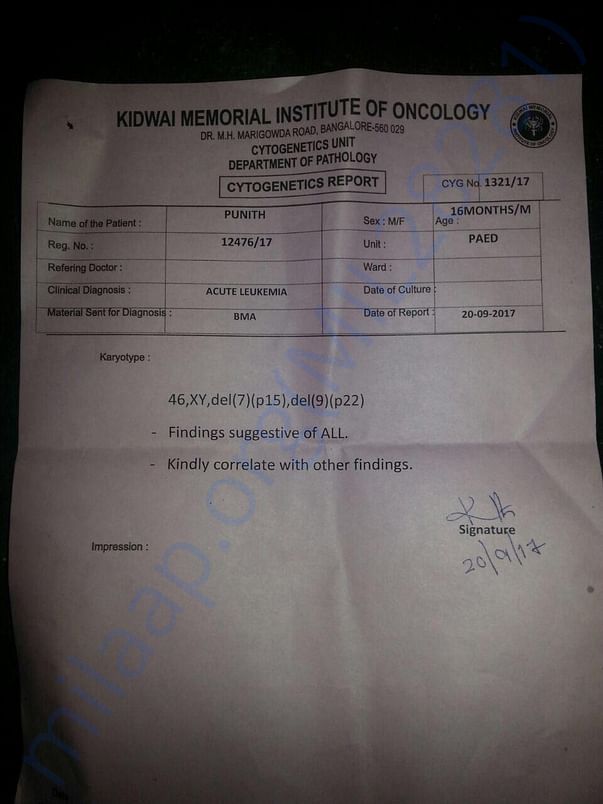 KIDWAI MEMORIAL INSTITUTE OF ONCOLOGY
DR. M.H. MARIGOWDA ROAD, BANGALORE-560 029
CYTOGENETICS UNIT
DEPARTMENT OF PATHOLOGY
CYTOGENETICS REPORT
CYG No. 1321/17
Name of the Patient : PUNITH Sex : M/F Age : 16MONTHS/M
Reg. No. : 12476/17 Unit : PAED
Refering Doctor : Ward :
Clinical Diagnosis : ACUTE LEUKEMIA Date of Culture :
Material Sent for Diagnosis : BMA Date of Report : 20-09-2017
Karyotype :
46,XY,del(7)(p15),del(9)(p22)
- Findings suggestive of ALL.
- Kindly correlate with other findings.
Signature
20/9/17
Impression :